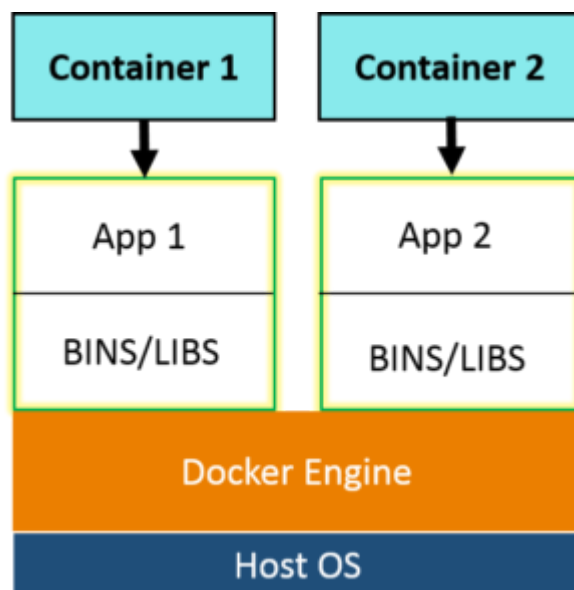 Container 1
Container 2
App 1
App 2
BINS/LIBS
BINS/LIBS
Docker Engine
Host OS